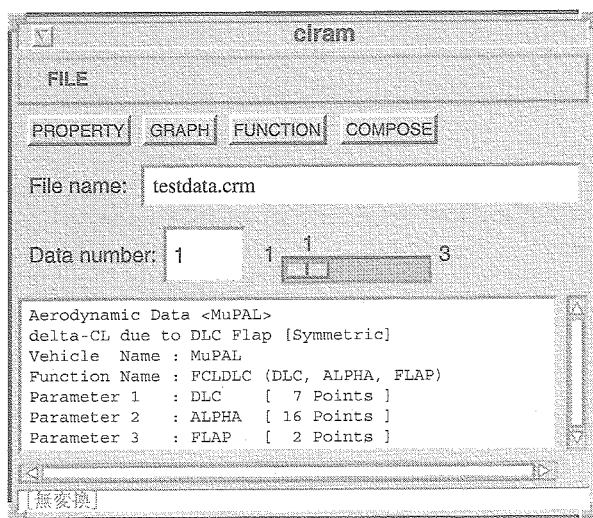 ciram
FILE
PROPERTY GRAPH FUNCTION COMPOSE
File name: testdata.crm
Data number: 1 1 1 3
Aerodynamic Data <MuPAL>
delta-CL due to DLC Flap [Symmetric]
Vehicle Name : MuPAL
Function Name : FCLDLC (DLC, ALPHA, FLAP)
Parameter 1 : DLC [ 7 Points ]
Parameter 2 : ALPHA [ 16 Points ]
Parameter 3 : FLAP [ 2 Points ]
[無変換]